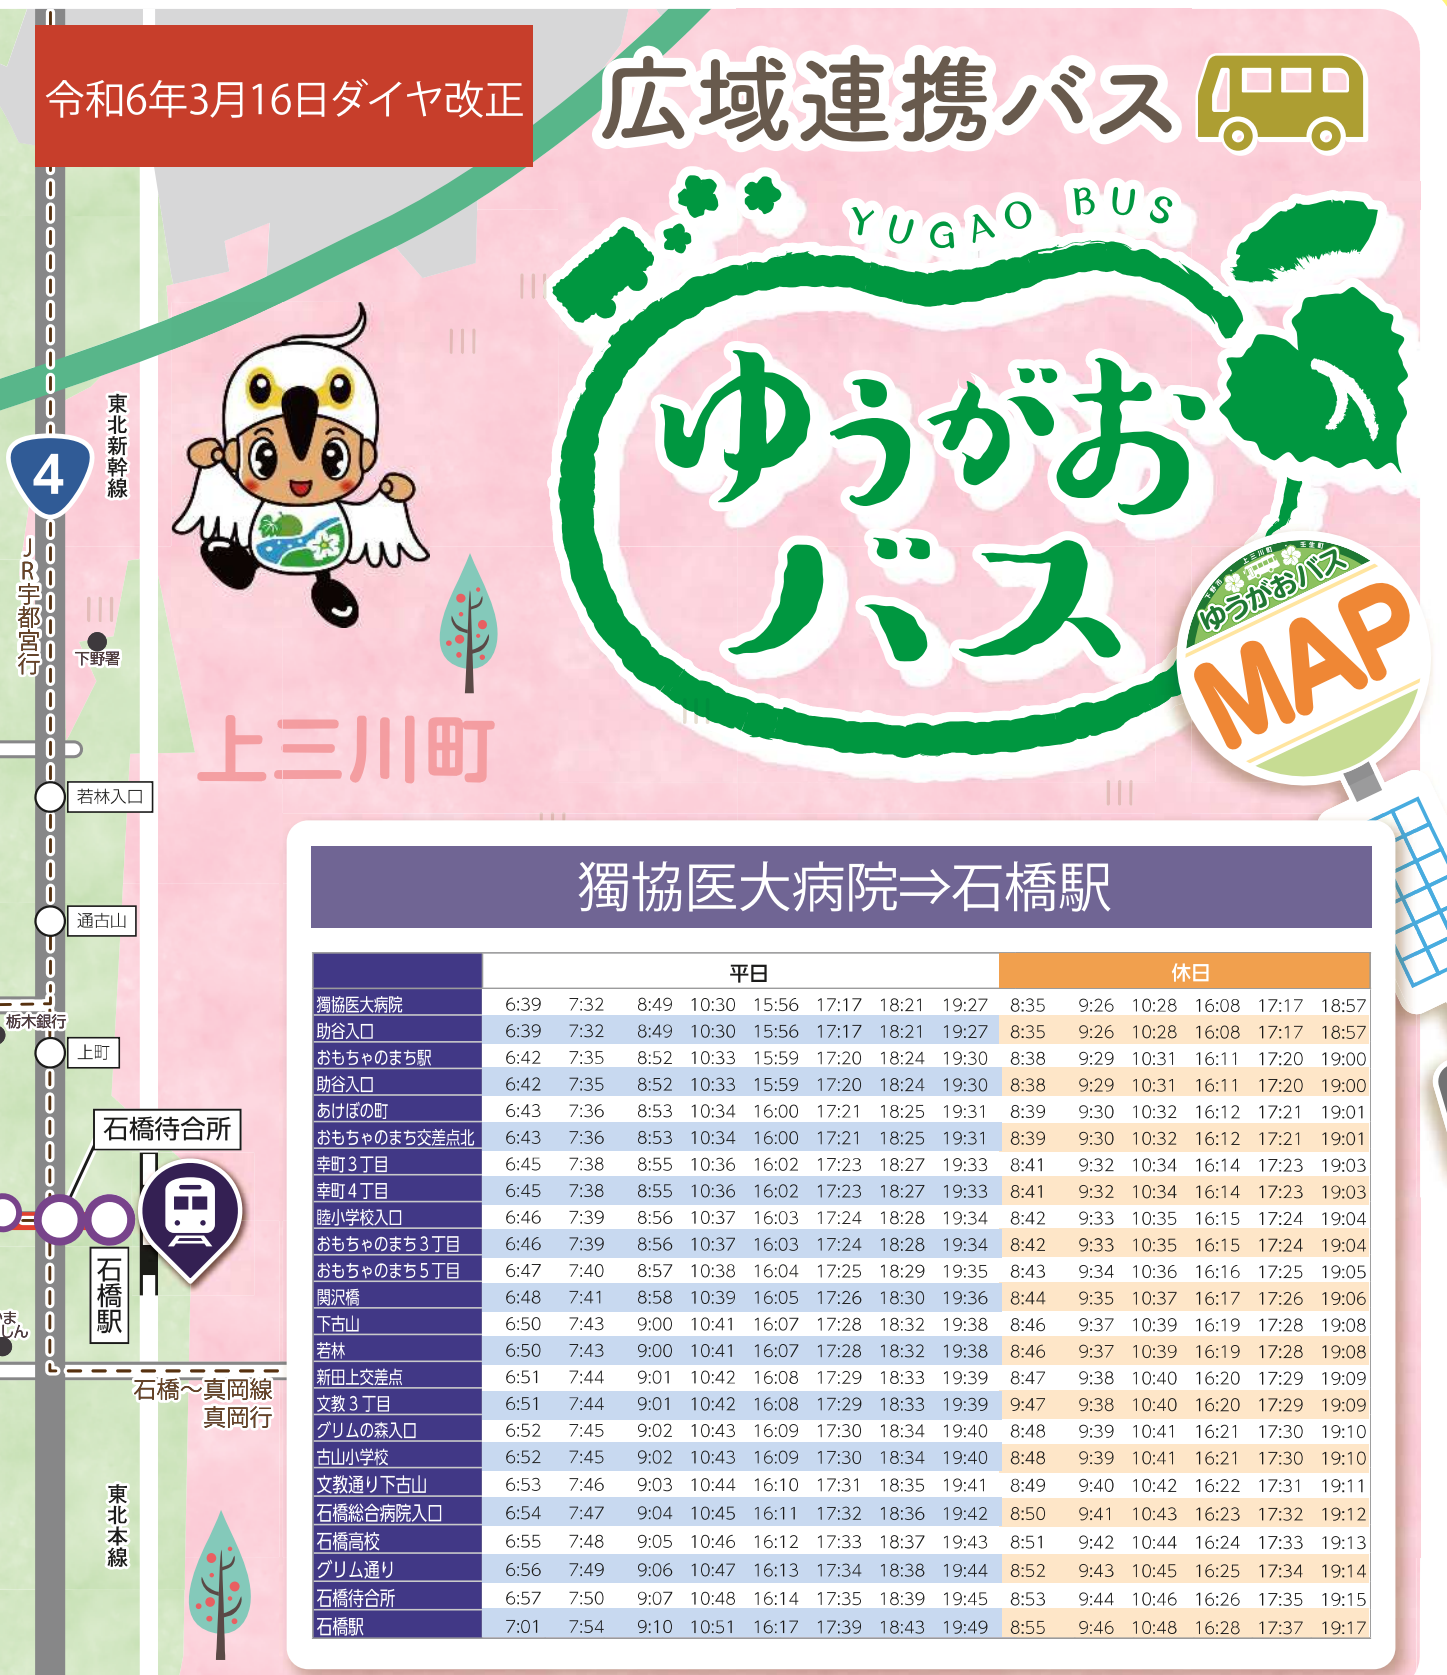 令和6年3月16日ダイヤ改正
広域連携バス
YUGAO BUS
ゆうがお
バス
下野市 上三川町 壬生町
ゆうがおバス
MAP
東北新幹線
4
JR宇都宮行
下野署
上三川町
若林入口
通古山
栃木銀行
上町
石橋待合所
石橋駅
石橋～真岡線
真岡行
東北本線
獨協医大病院⇒石橋駅
平日 休日
獨協医大病院 6:39 7:32 8:49 10:30 15:56 17:17 18:21 19:27 8:35 9:26 10:28 16:08 17:17 18:57
助谷入口 6:39 7:32 8:49 10:30 15:56 17:17 18:21 19:27 8:35 9:26 10:28 16:08 17:17 18:57
おもちゃのまち駅 6:42 7:35 8:52 10:33 15:59 17:20 18:24 19:30 8:38 9:29 10:31 16:11 17:20 19:00
助谷入口 6:42 7:35 8:52 10:33 15:59 17:20 18:24 19:30 8:38 9:29 10:31 16:11 17:20 19:00
あけぼの町 6:43 7:36 8:53 10:34 16:00 17:21 18:25 19:31 8:39 9:30 10:32 16:12 17:21 19:01
おもちゃのまち交差点北 6:43 7:36 8:53 10:34 16:00 17:21 18:25 19:31 8:39 9:30 10:32 16:12 17:21 19:01
幸町3丁目 6:45 7:38 8:55 10:36 16:02 17:23 18:27 19:33 8:41 9:32 10:34 16:14 17:23 19:03
幸町4丁目 6:45 7:38 8:55 10:36 16:02 17:23 18:27 19:33 8:41 9:32 10:34 16:14 17:23 19:03
睦小学校入口 6:46 7:39 8:56 10:37 16:03 17:24 18:28 19:34 8:42 9:33 10:35 16:15 17:24 19:04
おもちゃのまち3丁目 6:46 7:39 8:56 10:37 16:03 17:24 18:28 19:34 8:42 9:33 10:35 16:15 17:24 19:04
おもちゃのまち5丁目 6:47 7:40 8:57 10:38 16:04 17:25 18:29 19:35 8:43 9:34 10:36 16:16 17:25 19:05
関沢橋 6:48 7:41 8:58 10:39 16:05 17:26 18:30 19:36 8:44 9:35 10:37 16:17 17:26 19:06
下古山 6:50 7:43 9:00 10:41 16:07 17:28 18:32 19:38 8:46 9:37 10:39 16:19 17:28 19:08
若林 6:50 7:43 9:00 10:41 16:07 17:28 18:32 19:38 8:46 9:37 10:39 16:19 17:28 19:08
新田上交差点 6:51 7:44 9:01 10:42 16:08 17:29 18:33 19:39 8:47 9:38 10:40 16:20 17:29 19:09
文教3丁目 6:51 7:44 9:01 10:42 16:08 17:29 18:33 19:39 9:47 9:38 10:40 16:20 17:29 19:09
グリムの森入口 6:52 7:45 9:02 10:43 16:09 17:30 18:34 19:40 8:48 9:39 10:41 16:21 17:30 19:10
古山小学校 6:52 7:45 9:02 10:43 16:09 17:30 18:34 19:40 8:48 9:39 10:41 16:21 17:30 19:10
文教通り下古山 6:53 7:46 9:03 10:44 16:10 17:31 18:35 19:41 8:49 9:40 10:42 16:22 17:31 19:11
石橋総合病院入口 6:54 7:47 9:04 10:45 16:11 17:32 18:36 19:42 8:50 9:41 10:43 16:23 17:32 19:12
石橋高校 6:55 7:48 9:05 10:46 16:12 17:33 18:37 19:43 8:51 9:42 10:44 16:24 17:33 19:13
グリム通り 6:56 7:49 9:06 10:47 16:13 17:34 18:38 19:44 8:52 9:43 10:45 16:25 17:34 19:14
石橋待合所 6:57 7:50 9:07 10:48 16:14 17:35 18:39 19:45 8:53 9:44 10:46 16:26 17:35 19:15
石橋駅 7:01 7:54 9:10 10:51 16:17 17:39 18:43 19:49 8:55 9:46 10:48 16:28 17:37 19:17